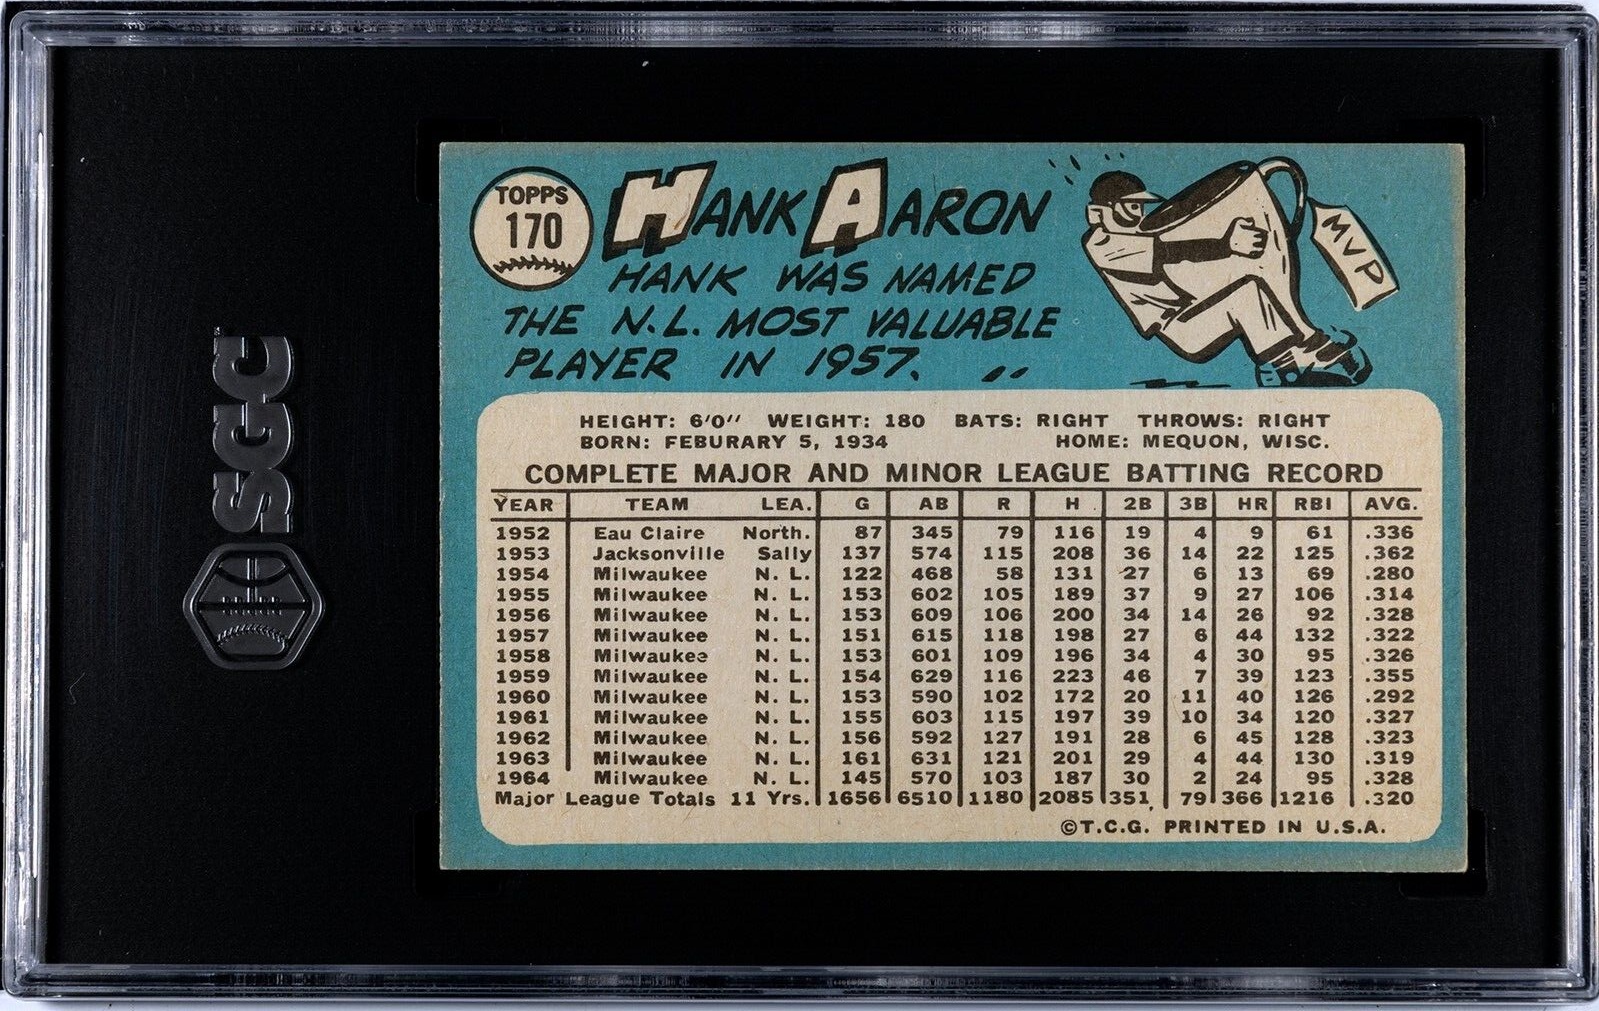 SGC
TOPPS
170
HANK AARON
HANK WAS NAMED
THE N.L. MOST VALUABLE
PLAYER IN 1957.
MVP
HEIGHT: 6'0" WEIGHT: 180 BATS: RIGHT THROWS: RIGHT
BORN: FEBURARY 5, 1934 HOME: MEQUON, WISC.
COMPLETE MAJOR AND MINOR LEAGUE BATTING RECORD
YEAR TEAM LEA. G AB R H 2B 3B HR RBI AVG.
1952 Eau Claire North. 87 345 79 116 19 4 9 61 .336
1953 Jacksonville Sally 137 574 115 208 36 14 22 125 .362
1954 Milwaukee N. L. 122 468 58 131 27 6 13 69 .280
1955 Milwaukee N. L. 153 602 105 189 37 9 27 106 .314
1956 Milwaukee N. L. 153 609 106 200 34 14 26 92 .328
1957 Milwaukee N. L. 151 615 118 198 27 6 44 132 .322
1958 Milwaukee N. L. 153 601 109 196 34 4 30 95 .326
1959 Milwaukee N. L. 154 629 116 223 46 7 39 123 .355
1960 Milwaukee N. L. 153 590 102 172 20 11 40 126 .292
1961 Milwaukee N. L. 155 603 115 197 39 10 34 120 .327
1962 Milwaukee N. L. 156 592 127 191 28 6 45 128 .323
1963 Milwaukee N. L. 161 631 121 201 29 4 44 130 .319
1964 Milwaukee N. L. 145 570 103 187 30 2 24 95 .328
Major League Totals 11 Yrs. 1656 6510 1180 2085 351 79 366 1216 .320
©T.C.G. PRINTED IN U.S.A.